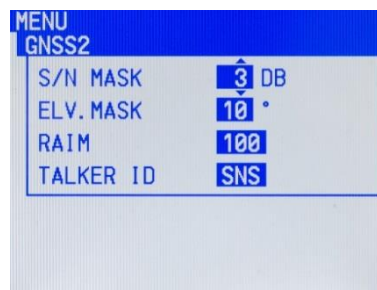 MENU
GNSS2
S/N MASK 3 DB
ELV.MASK 10 °
RAIM 100
TALKER ID SNS